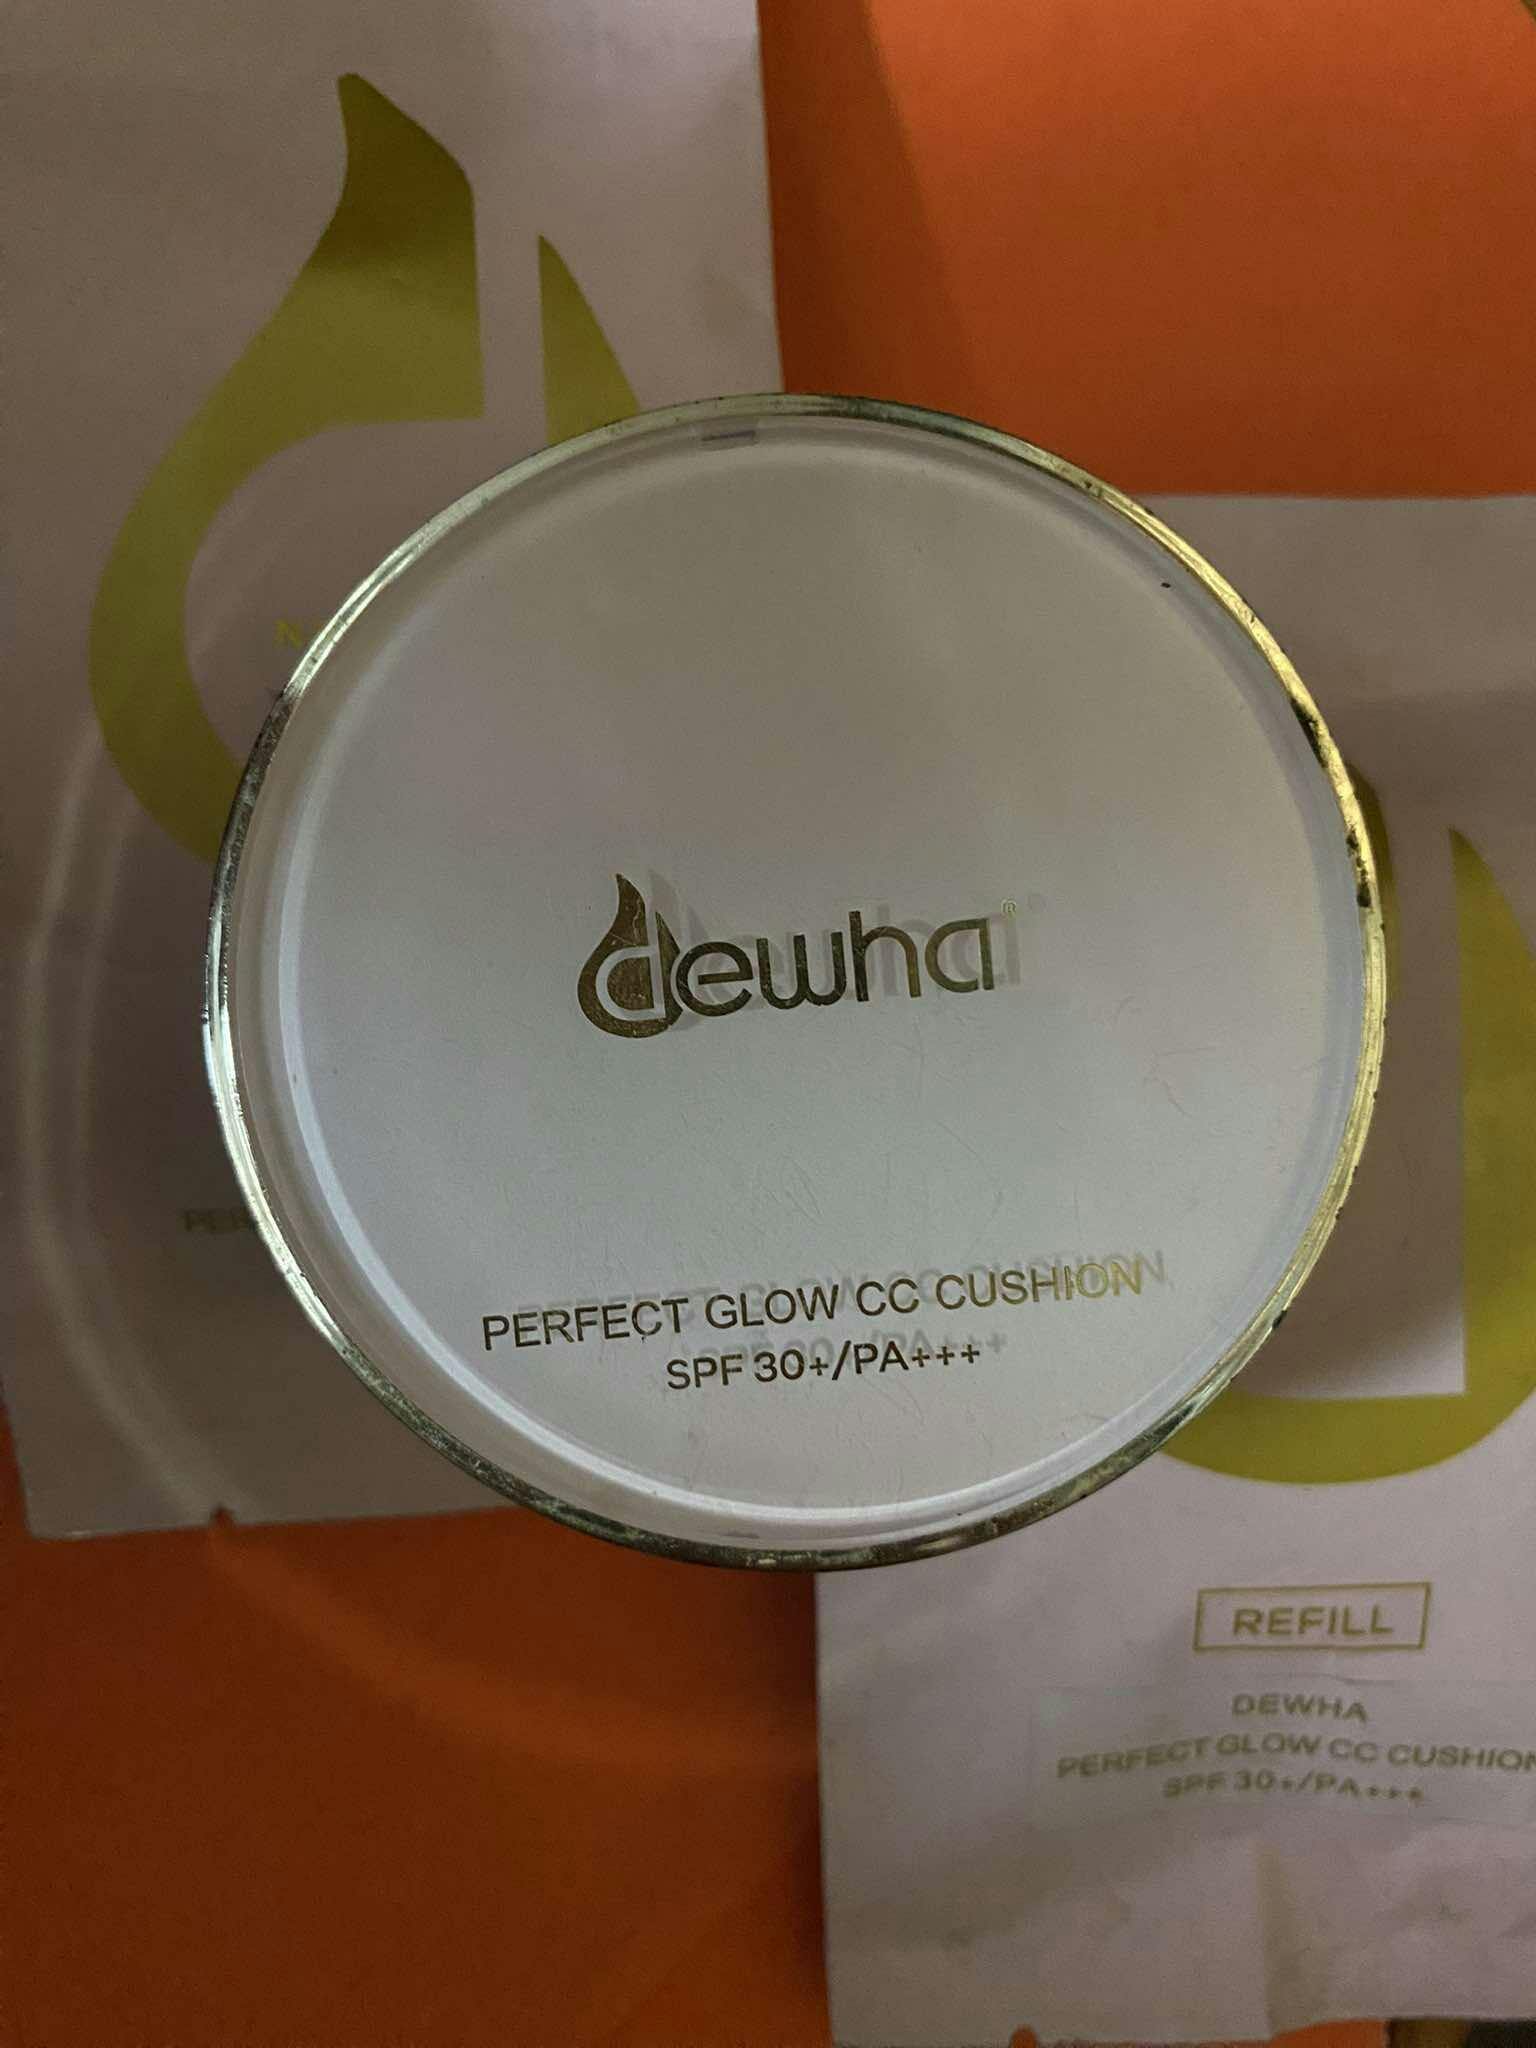 dewha®
PERFECT GLOW CC CUSHION
SPF 30+/PA+++
REFILL
DEWHA
PERFECT GLOW CC CUSHION
SPF 30+/PA+++